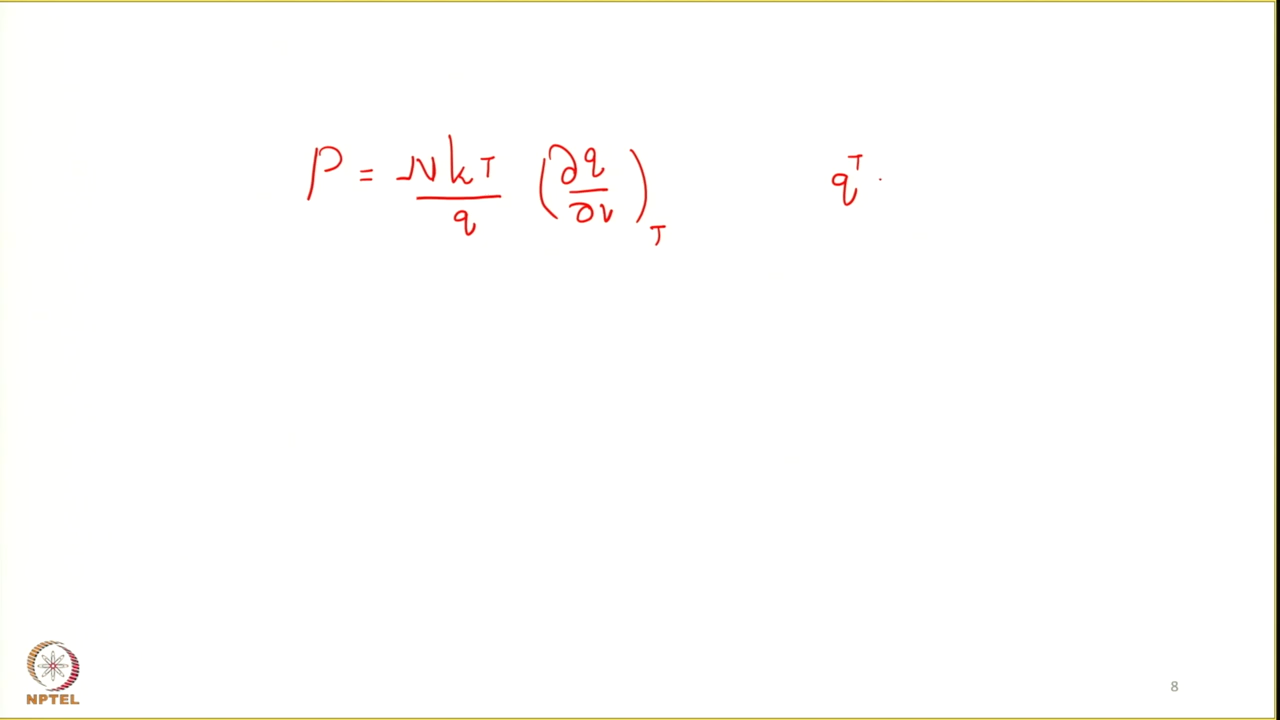 P = NkT/q (∂q/∂v)_T    q^T .
NPTEL
8